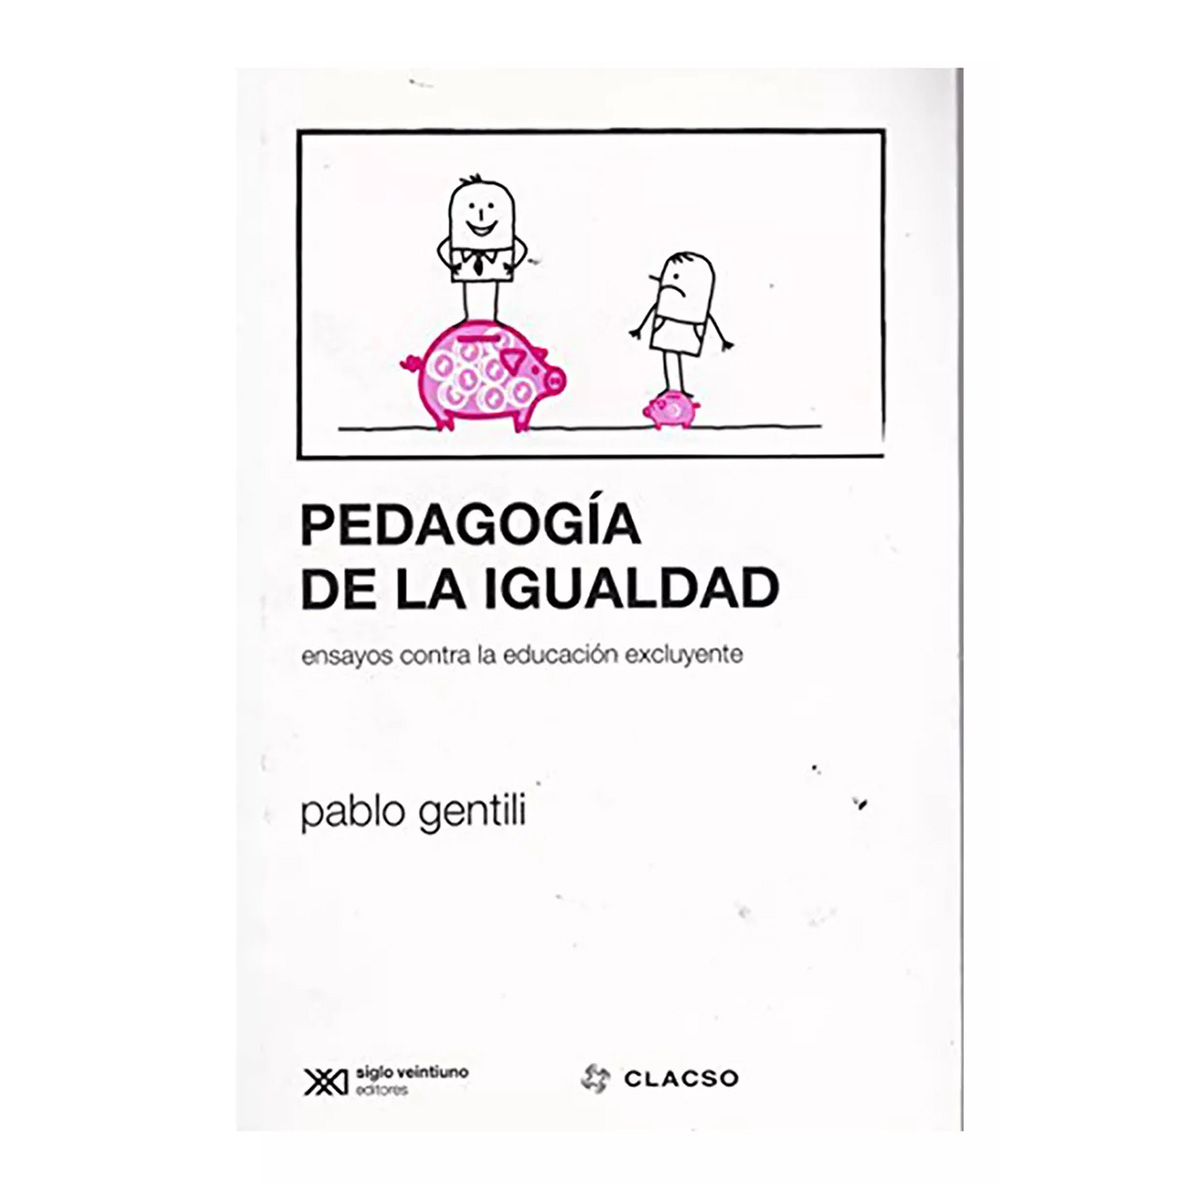 PEDAGOGÍA
DE LA IGUALDAD
ensayos contra la educación excluyente
pablo gentili
siglo veintiuno
editores
CLACSO